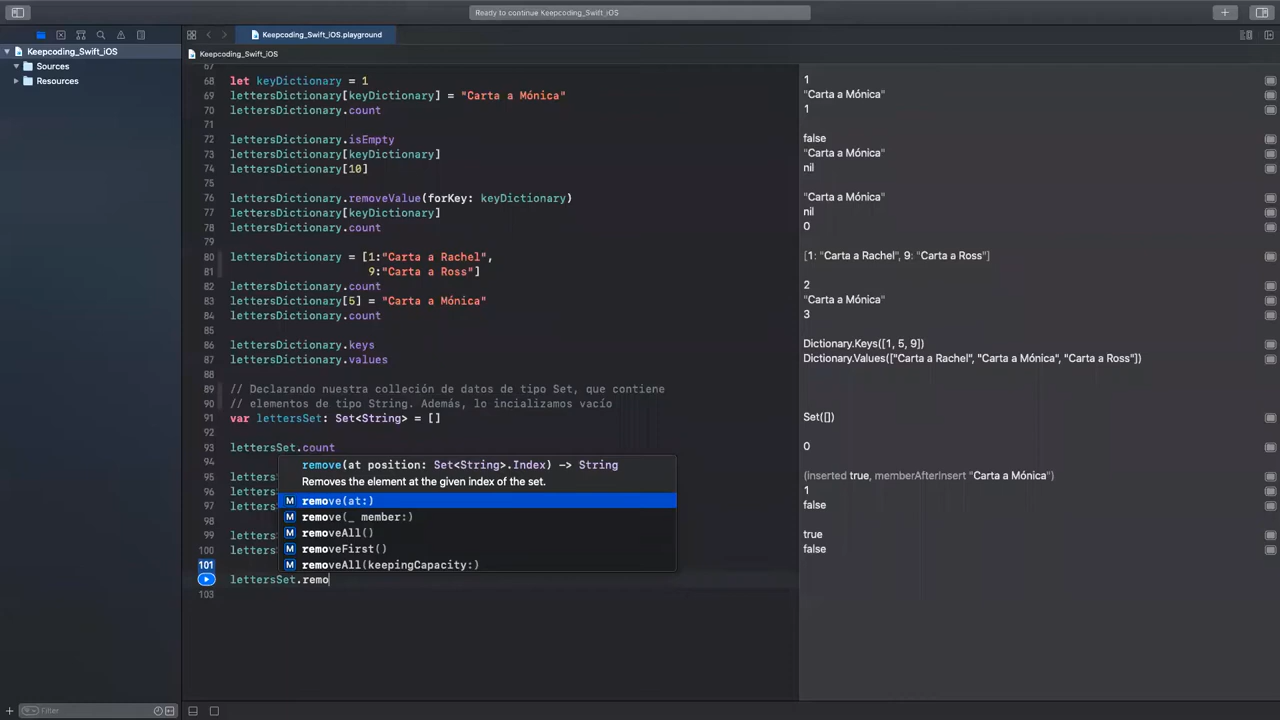 Ready to continue Keepcoding_Swift_iOS
Keepcoding_Swift_iOS
Sources
Resources
Keepcoding_Swift_iOS.playground
Keepcoding_Swift_iOS
67
68 let keyDictionary = 1
69 lettersDictionary[keyDictionary] = "Carta a Mónica"
70 lettersDictionary.count
71
72 lettersDictionary.isEmpty
73 lettersDictionary[keyDictionary]
74 lettersDictionary[10]
75
76 lettersDictionary.removeValue(forKey: keyDictionary)
77 lettersDictionary[keyDictionary]
78 lettersDictionary.count
79
80 lettersDictionary = [1:"Carta a Rachel",
81 9:"Carta a Ross"]
82 lettersDictionary.count
83 lettersDictionary[5] = "Carta a Mónica"
84 lettersDictionary.count
85
86 lettersDictionary.keys
87 lettersDictionary.values
88
89 // Declarando nuestra colleción de datos de tipo Set, que contiene
90 // elementos de tipo String. Además, lo incializamos vacío
91 var lettersSet: Set<String> = []
92
93 lettersSet.count
94
95 letters
96 letters
97 letters
98
99 letters
100 letters
101
lettersSet.remo
103
remove(at position: Set<String>.Index) -> String
Removes the element at the given index of the set.
M remove(at:)
M remove(_ member:)
M removeAll()
M removeFirst()
M removeAll(keepingCapacity:)
1
"Carta a Mónica"
1
false
"Carta a Mónica"
nil
"Carta a Mónica"
nil
0
[1: "Carta a Rachel", 9: "Carta a Ross"]
2
"Carta a Mónica"
3
Dictionary.Keys([1, 5, 9])
Dictionary.Values(["Carta a Rachel", "Carta a Mónica", "Carta a Ross"])
Set([])
0
(inserted true, memberAfterInsert "Carta a Mónica")
1
false
true
false
Filter